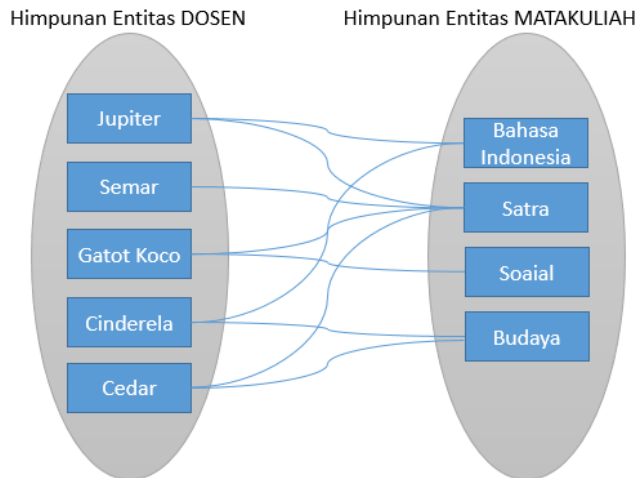 Himpunan Entitas DOSEN
Himpunan Entitas MATAKULIAH
Jupiter
Semar
Gatot Koco
Cinderela
Cedar
Bahasa
Indonesia
Satra
Soaial
Budaya